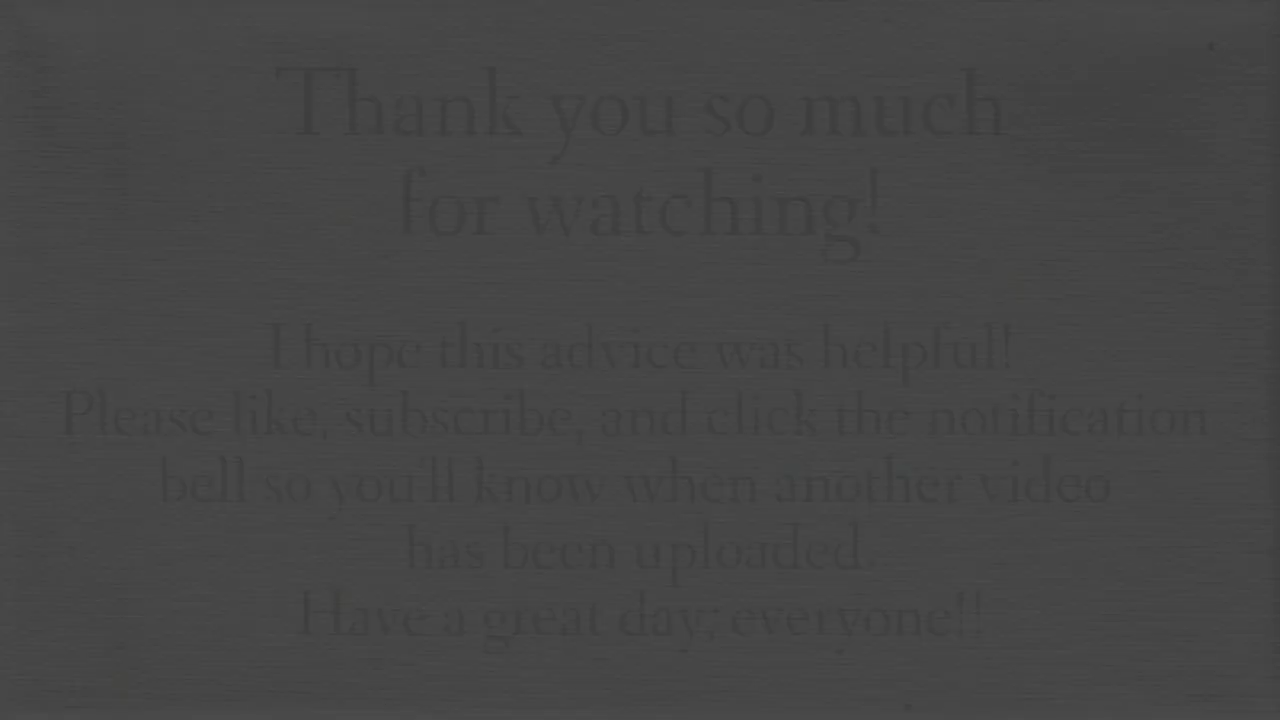 Thank you so much
for watching!
I hope this advice was helpful!
Please like, subscribe, and click the notification
bell so you'll know when another video
has been uploaded.
Have a great day, everyone!!